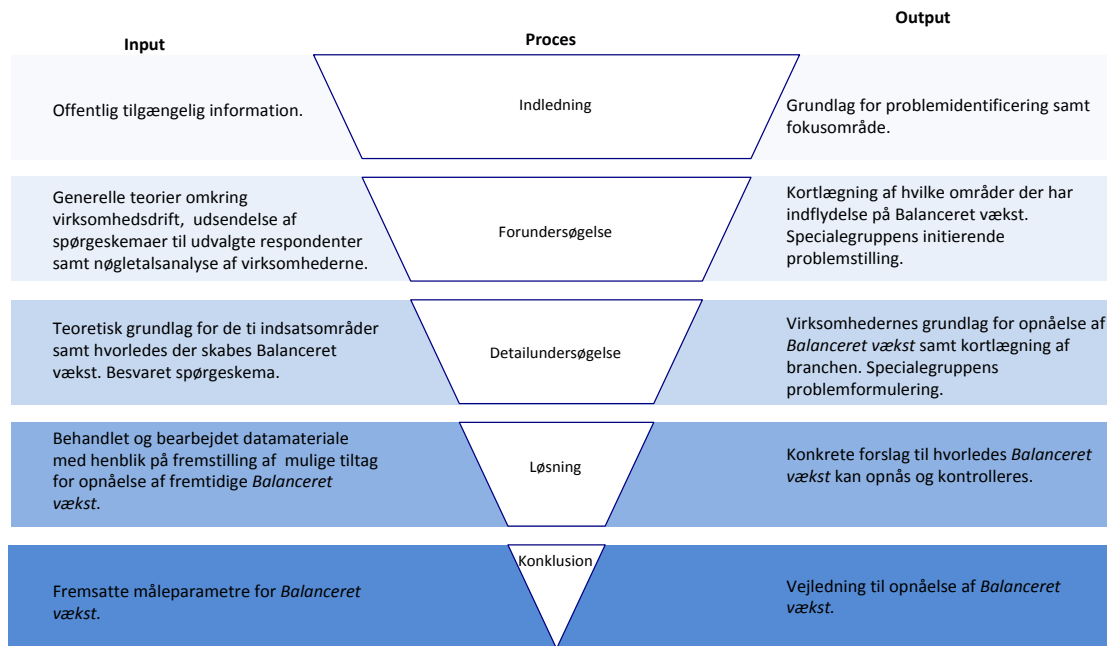 Input
Proces
Output
Offentlig tilgængelig information.
Indledning
Grundlag for problemidentificering samt
fokusområde.
Generelle teorier omkring
virksomhedsdrift, udsendelse af
spørgeskemaer til udvalgte respondenter
samt nøgletalsanalyse af virksomhederne.
Forundersøgelse
Kortlægning af hvilke områder der har
indflydelse på Balanceret vækst.
Specialegruppens initierende
problemstilling.
Teoretisk grundlag for de ti indsatsområder
samt hvorledes der skabes Balanceret
vækst. Besvaret spørgeskema.
Detailundersøgelse
Virksomhedernes grundlag for opnåelse af
Balanceret vækst samt kortlægning af
branchen. Specialegruppens
problemformulering.
Behandlet og bearbejdet datamateriale
med henblik på fremstilling af mulige tiltag
for opnåelse af fremtidige Balanceret
vækst.
Løsning
Konkrete forslag til hvorledes Balanceret
vækst kan opnås og kontrolleres.
Fremsatte måleparametre for Balanceret
vækst.
Konklusion
Vejledning til opnåelse af Balanceret
vækst.